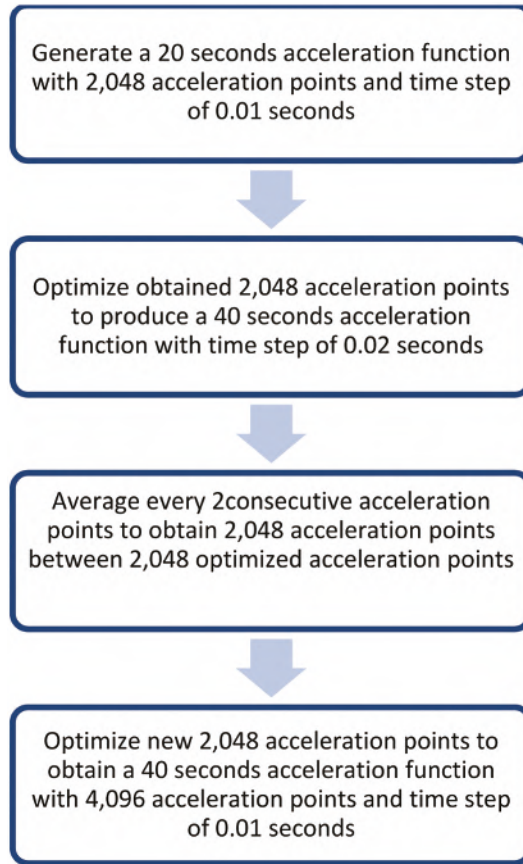 Generate a 20 seconds acceleration function
with 2,048 acceleration points and time step
of 0.01 seconds
Optimize obtained 2,048 acceleration points
to produce a 40 seconds acceleration
function with time step of 0.02 seconds
Average every 2consecutive acceleration
points to obtain 2,048 acceleration points
between 2,048 optimized acceleration points
Optimize new 2,048 acceleration points to
obtain a 40 seconds acceleration function
with 4,096 acceleration points and time step
of 0.01 seconds